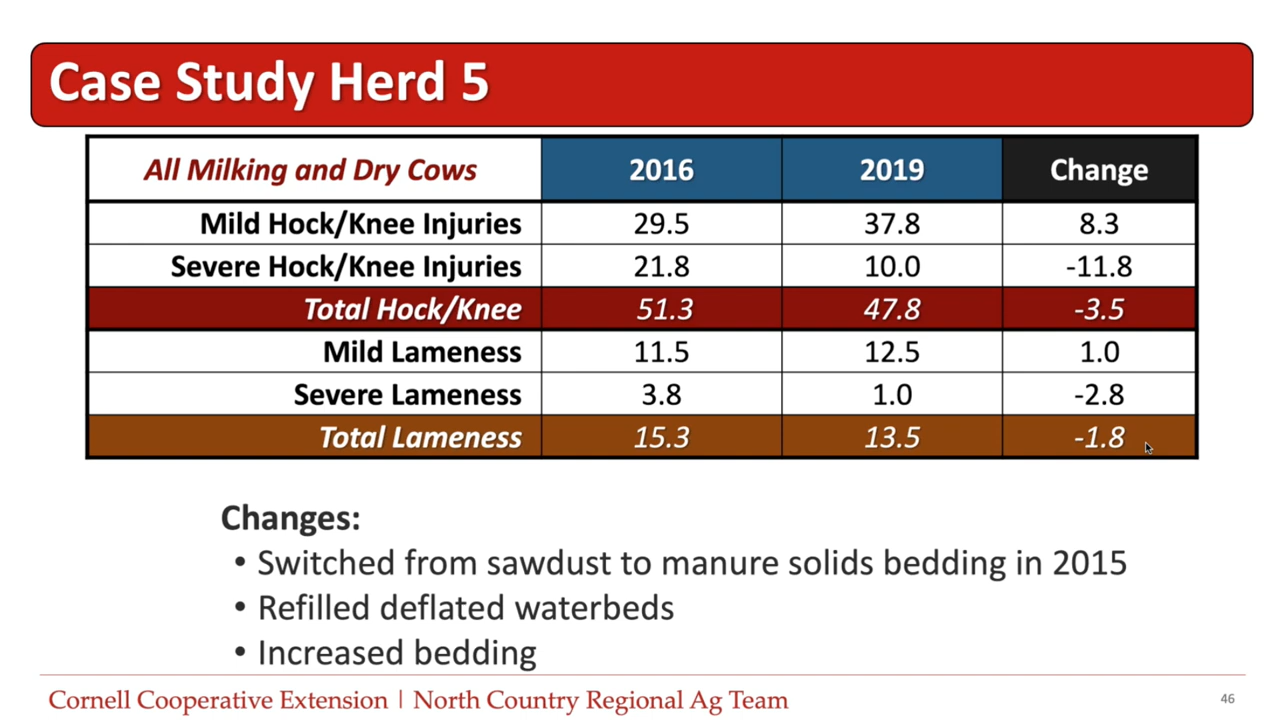 Case Study Herd 5
All Milking and Dry Cows 2016 2019 Change
Mild Hock/Knee Injuries 29.5 37.8 8.3
Severe Hock/Knee Injuries 21.8 10.0 -11.8
Total Hock/Knee 51.3 47.8 -3.5
Mild Lameness 11.5 12.5 1.0
Severe Lameness 3.8 1.0 -2.8
Total Lameness 15.3 13.5 -1.8
Changes:
• Switched from sawdust to manure solids bedding in 2015
• Refilled deflated waterbeds
• Increased bedding
Cornell Cooperative Extension | North Country Regional Ag Team 46